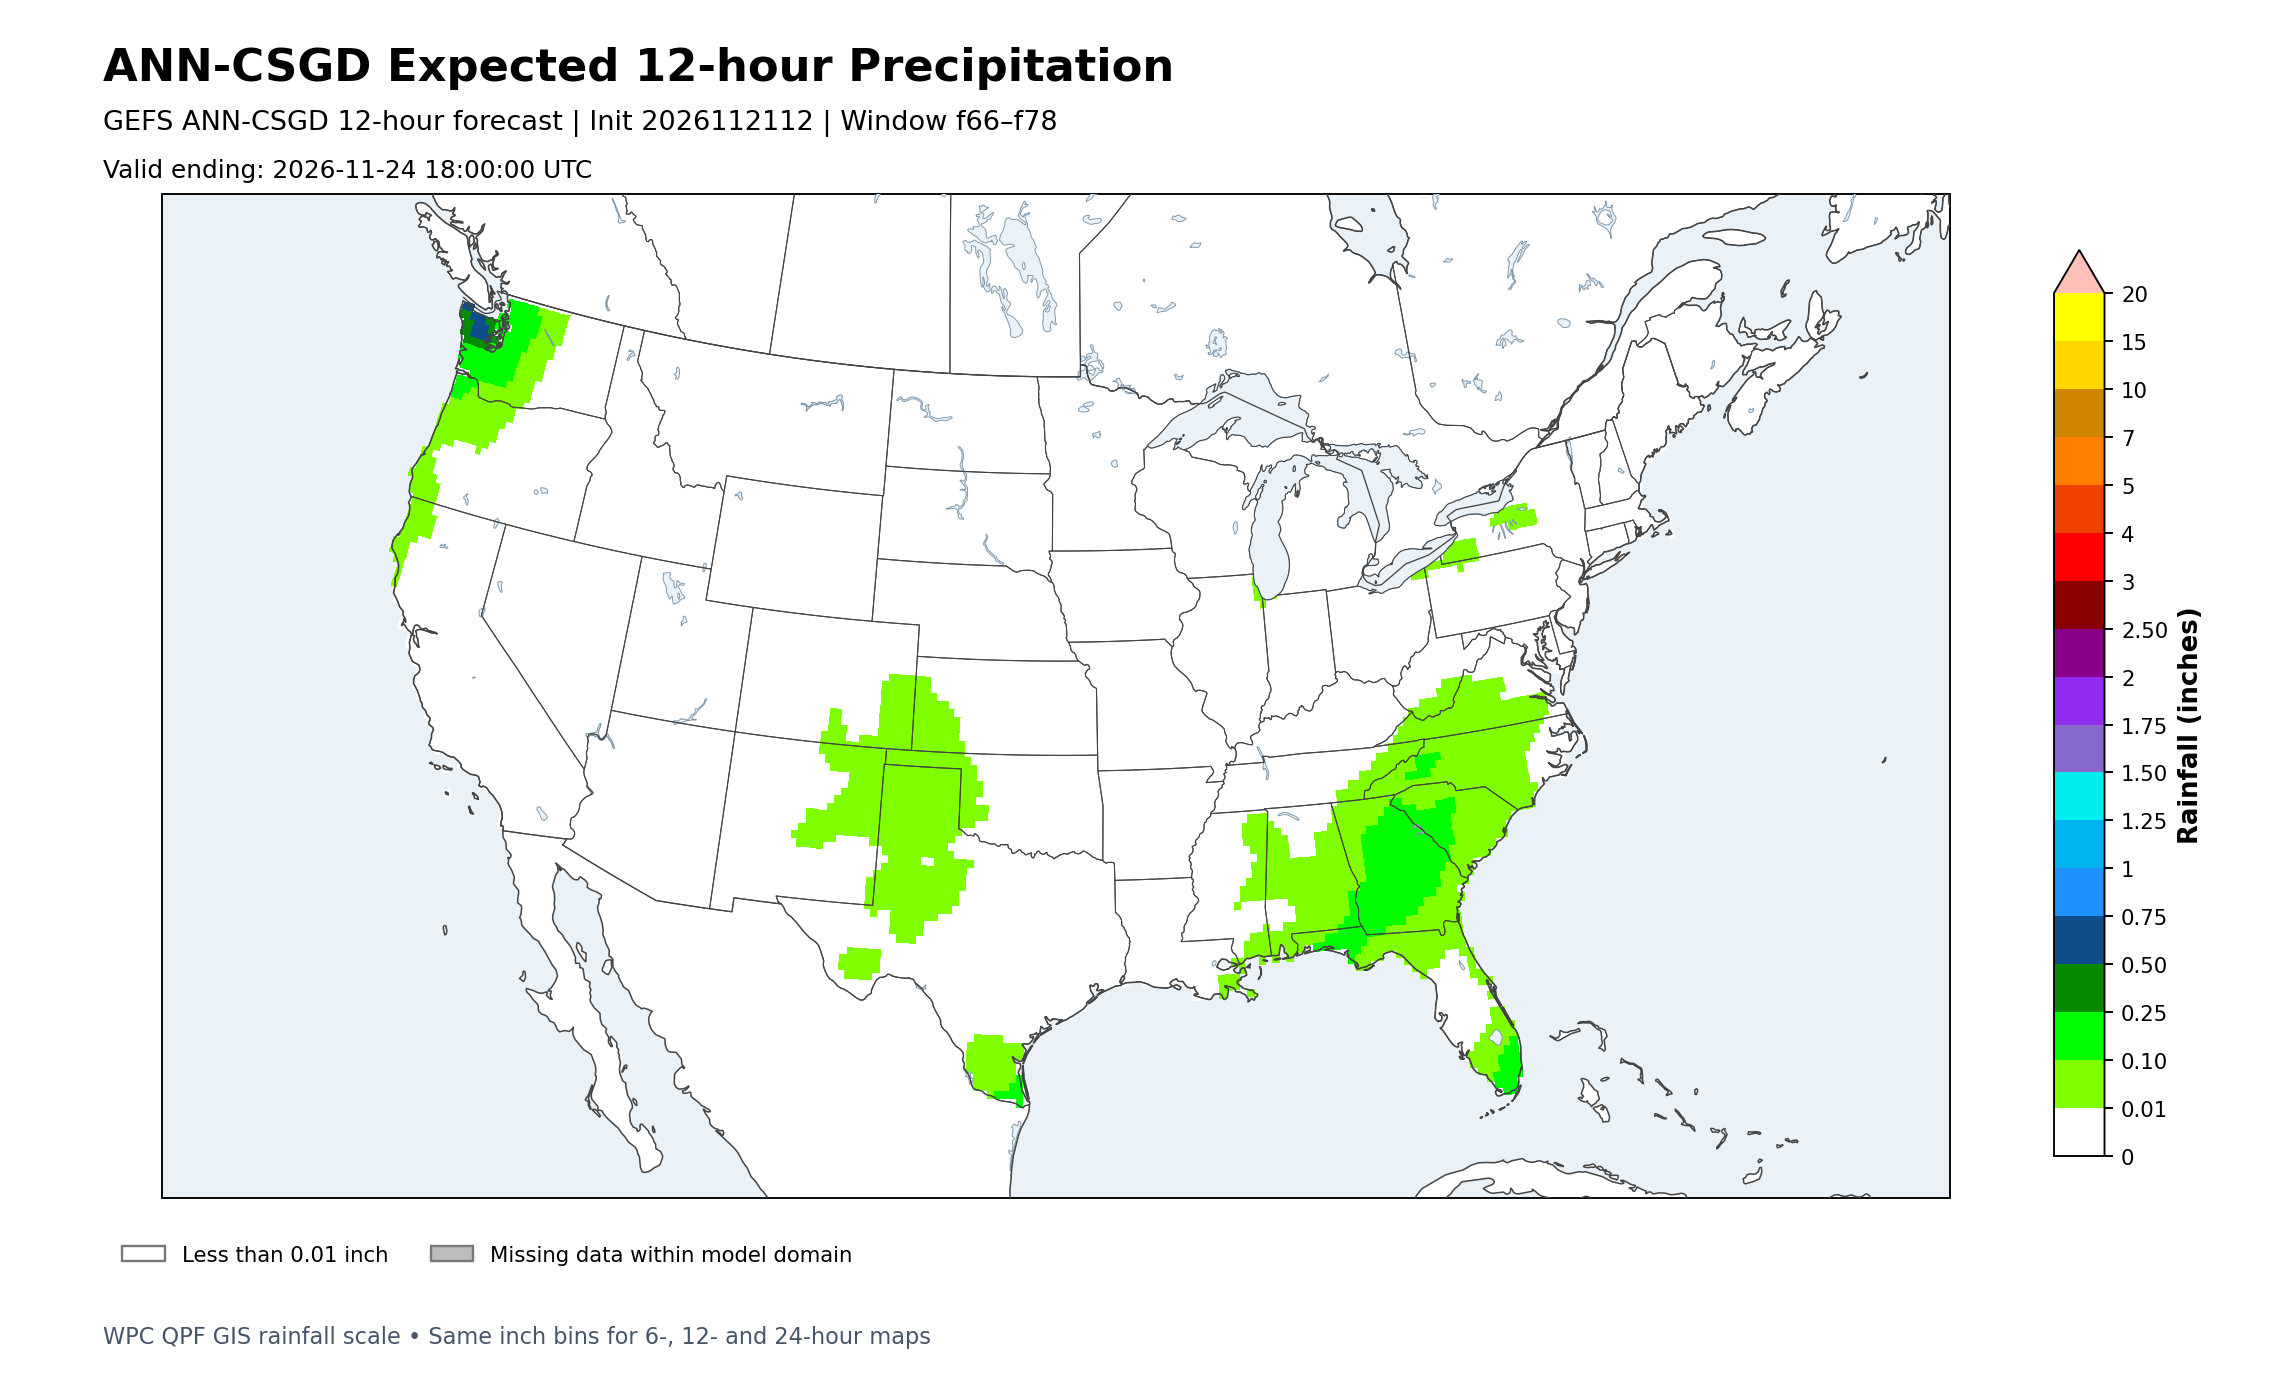 ANN-CSGD Expected 12-hour Precipitation
GEFS ANN-CSGD 12-hour forecast | Init 2026112112 | Window f66–f78
Valid ending: 2026-11-24 18:00:00 UTC
20
15
10
7
5
4
3
2.50
2
1.75
1.50
1.25
1
0.75
0.50
0.25
0.10
0.01
0
Rainfall (inches)
Less than 0.01 inch
Missing data within model domain
WPC QPF GIS rainfall scale • Same inch bins for 6-, 12- and 24-hour maps